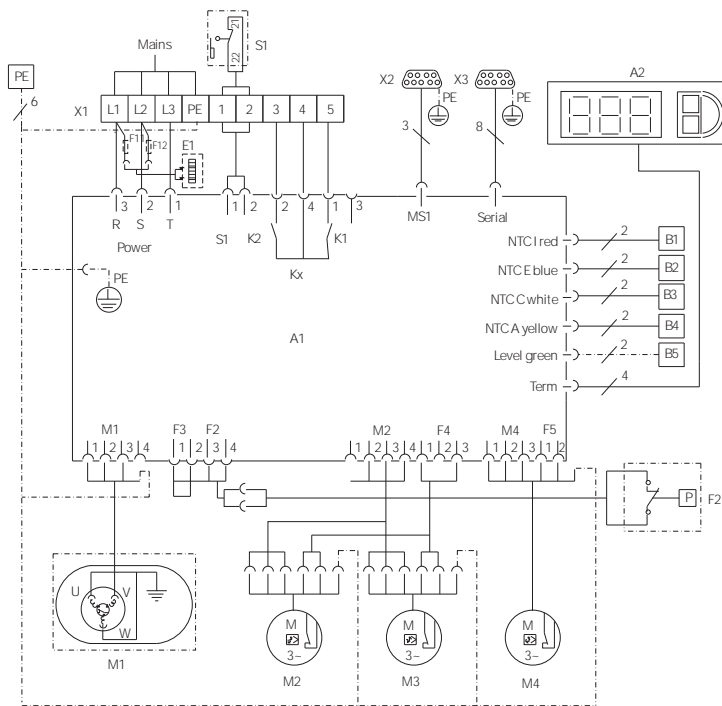 21
22
S1
Mains
PE
6
X1
L1 L2 L3 PE 1 2 3 4 5
F11 F12
E1
X2
X3
PE
PE
3
8
A2
3 2 1
1 2
2 4 1 3
R S T
S1
K2
K1
Kx
MS1
Serial
Power
PE
NTC I red
2
B1
NTC E blue
2
B2
NTC C white
2
B3
NTC A yellow
2
B4
Level green
2
B5
Term
4
A1
M1
F3 F2
M2
F4
M4
F5
1 2 3 4
1 2 3 4
1 2 3 4 1 2 3
1 2 3 1 2
P
F2
U V
W
M
3~
M
3~
M
3~
M1
M2
M3
M4